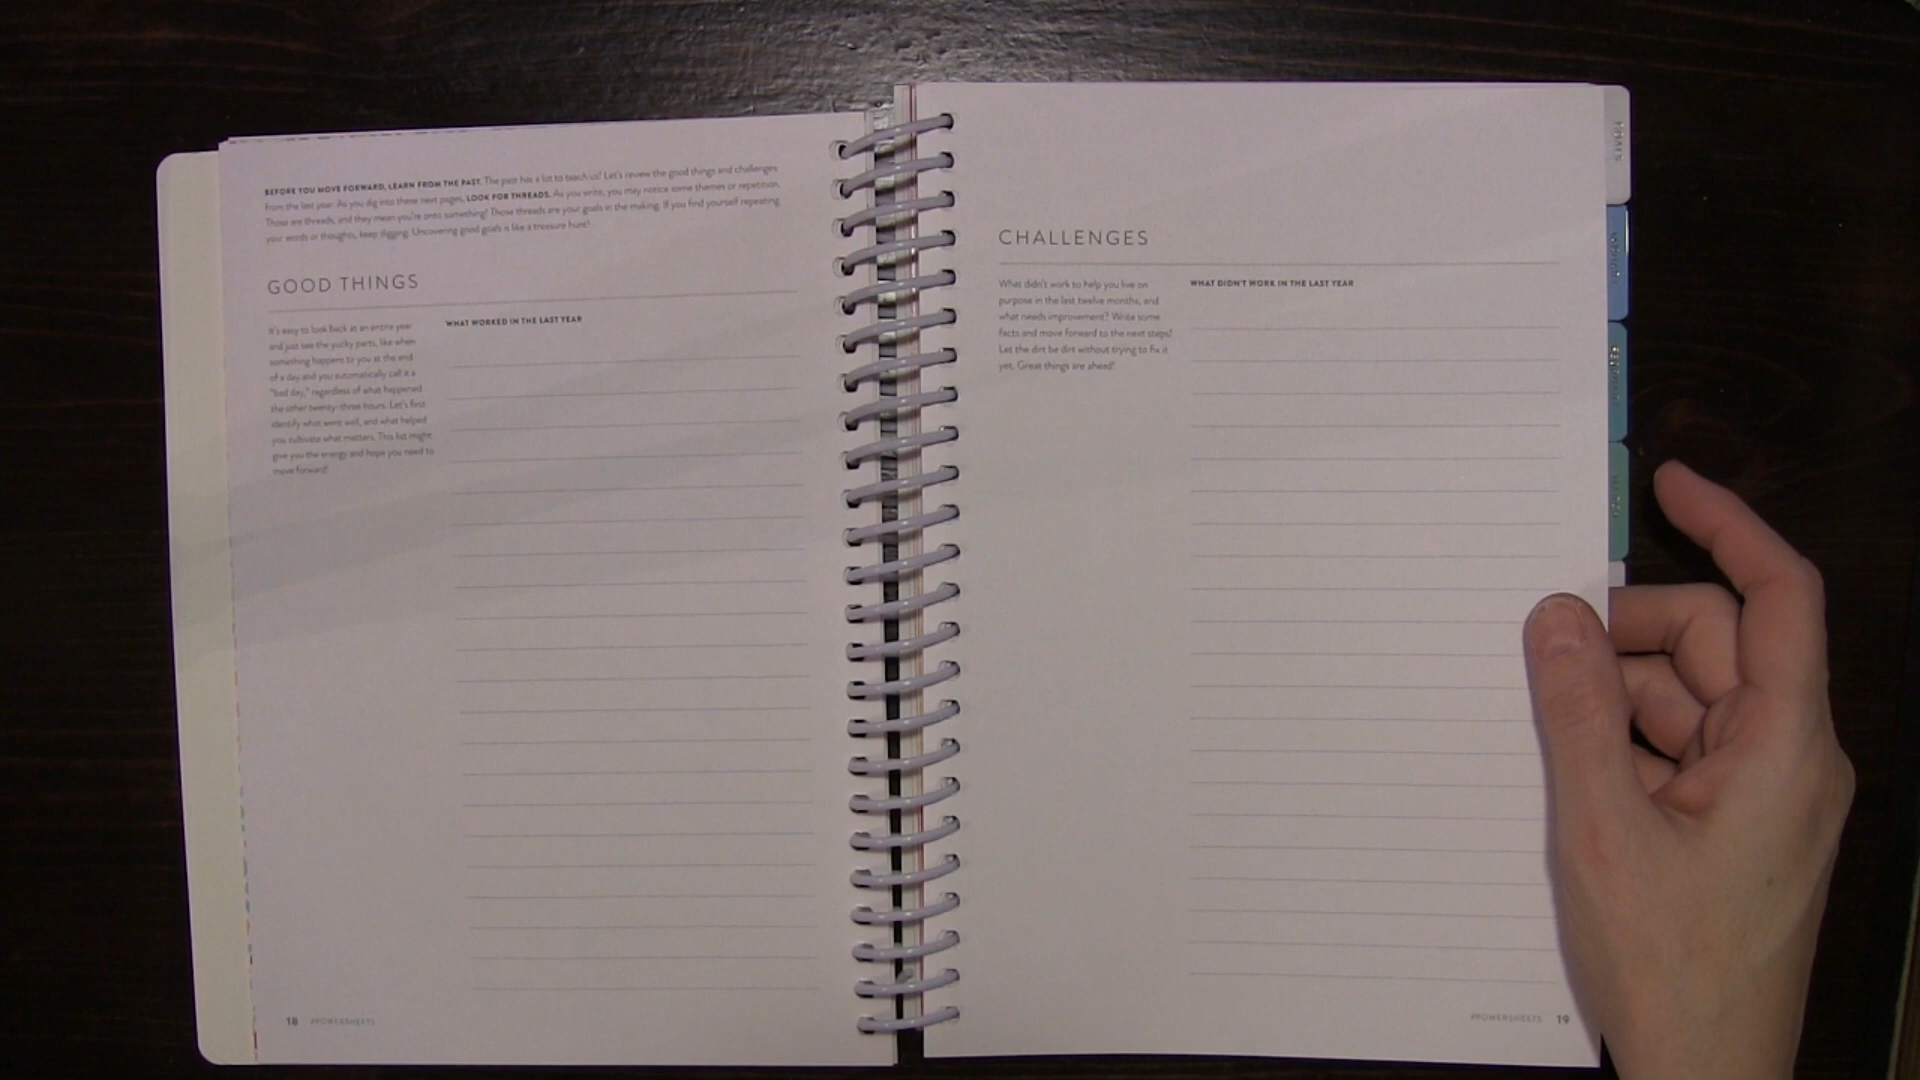 BEFORE YOU MOVE FORWARD, LEARN FROM THE PAST. The past has a lot to teach us! Let's review the good things and challenges
from the last year. As you dig into these next pages, LOOK FOR THREADS. As you write, you may notice some themes or repetition.
Those are threads, and they mean you're onto something! Those threads are your goals in the making. If you find yourself repeating
your words or thoughts, keep digging. Uncovering good goals is like a treasure hunt!
GOOD THINGS
It's easy to look back at an entire year
and just see the yucky parts, like when
something happens to you at the end
of a day and you automatically call it a
"bad day," regardless of what happened
the other twenty-three hours. Let's first
identify what went well, and what helped
you cultivate what matters. This list might
give you the energy and hope you need to
move forward!
WHAT WORKED IN THE LAST YEAR
18 #POWERSHEETS
CHALLENGES
What didn't work to help you live on
purpose in the last twelve months, and
what needs improvement? Write some
facts and move forward to the next steps!
Let the dirt be dirt without trying to fix it
yet. Great things are ahead!
WHAT DIDN'T WORK IN THE LAST YEAR
#POWERSHEETS 19